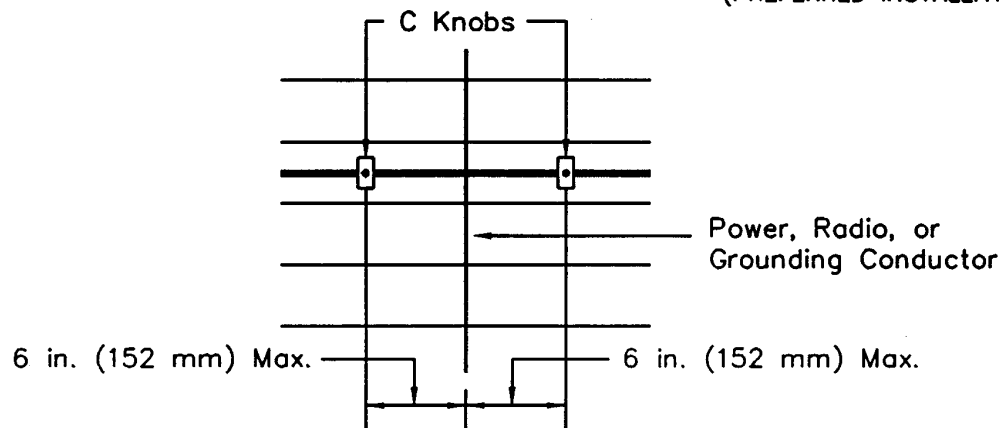 C Knobs
Power, Radio, or
Grounding Conductor
6 in. (152 mm) Max.
6 in. (152 mm) Max.